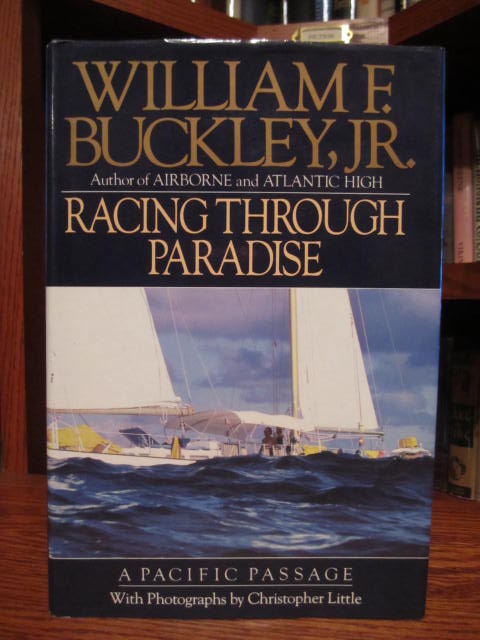 FICTION
WILLIAM F.
BUCKLEY, JR.
Author of AIRBORNE and ATLANTIC HIGH
RACING THROUGH
PARADISE
A PACIFIC PASSAGE
With Photographs by Christopher Little